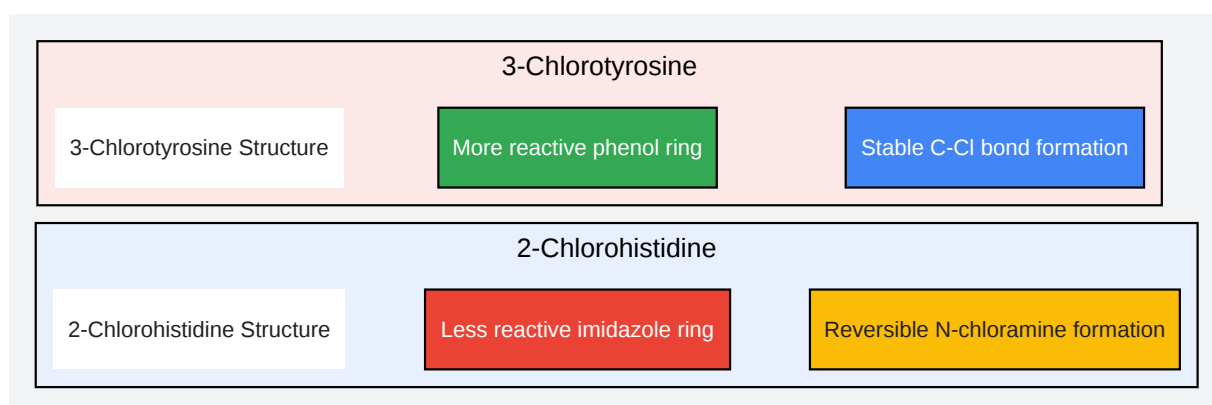 3-Chlorotyrosine
3-Chlorotyrosine Structure
More reactive phenol ring
Stable C-Cl bond formation
2-Chlorohistidine
2-Chlorohistidine Structure
Less reactive imidazole ring
Reversible N-chloramine formation